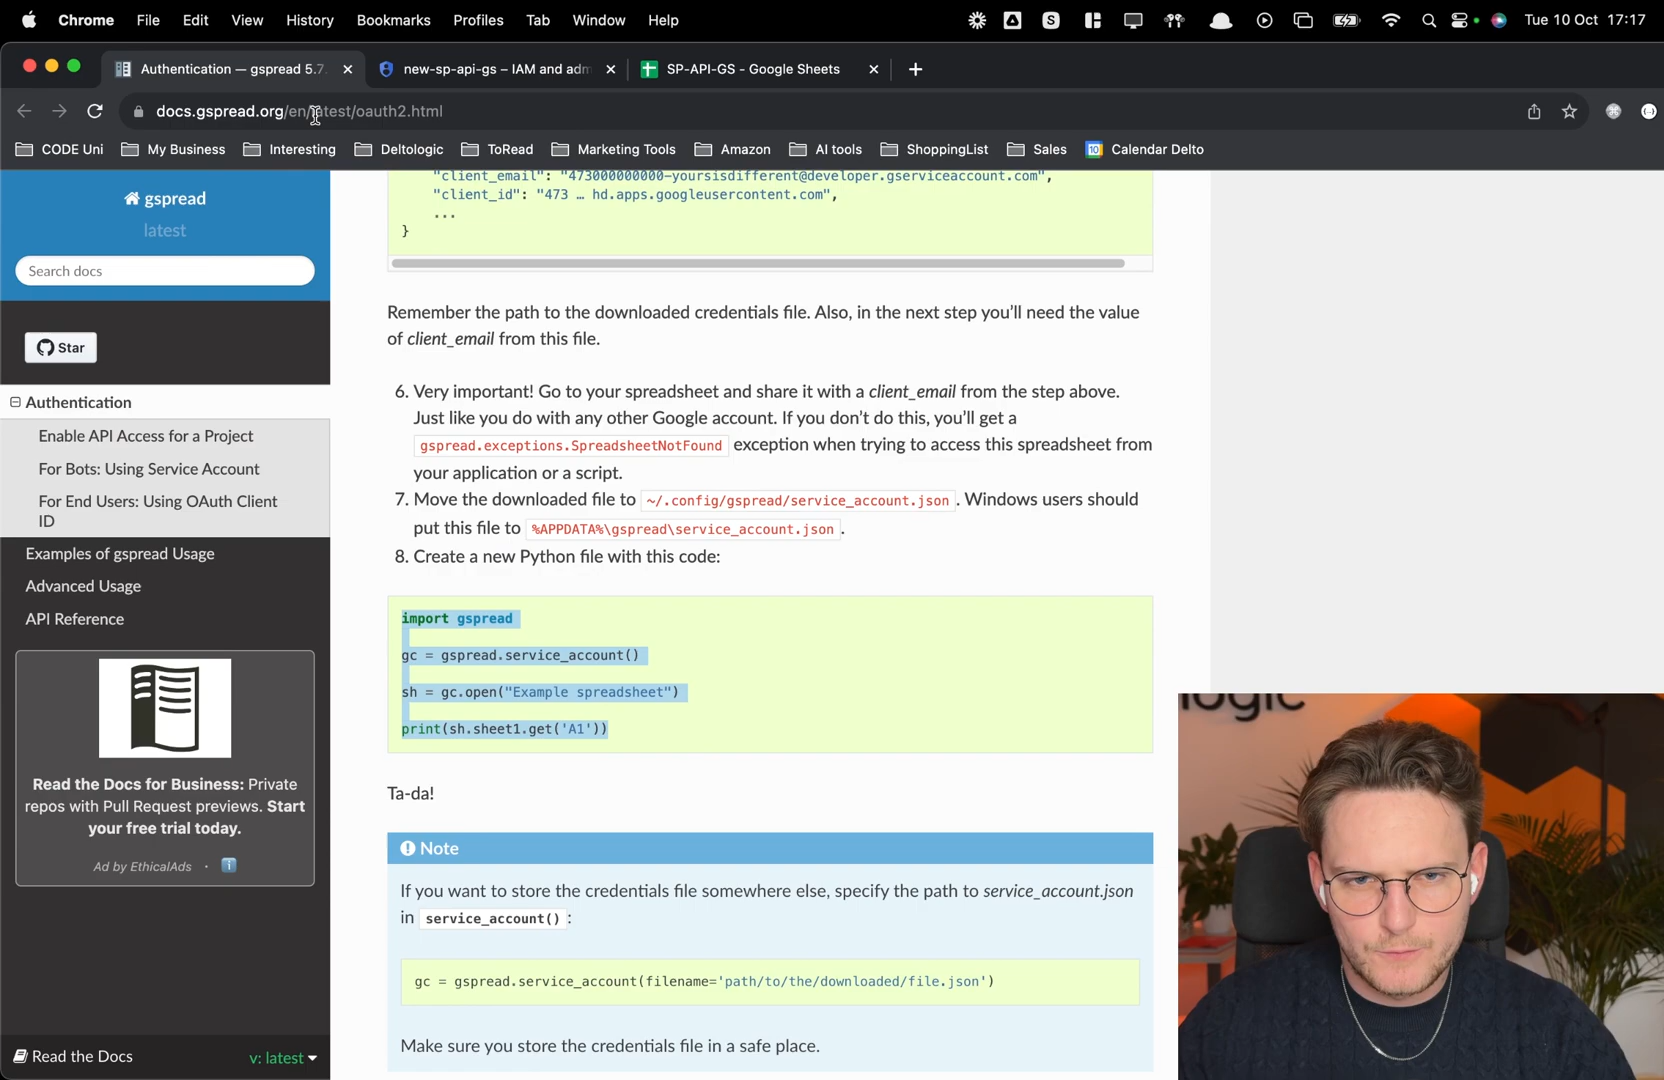 Chrome File Edit View History Bookmarks Profiles Tab Window Help Tue 10 Oct 17:17
Authentication — gspread 5.7. new-sp-api-gs – IAM and adm SP-API-GS - Google Sheets
docs.gspread.org/en/latest/oauth2.html
CODE Uni My Business Interesting Deltologic ToRead Marketing Tools Amazon AI tools ShoppingList Sales Calendar Delto
gspread
latest
Search docs
Star
Authentication
Enable API Access for a Project
For Bots: Using Service Account
For End Users: Using OAuth Client
ID
Examples of gspread Usage
Advanced Usage
API Reference
Read the Docs for Business: Private
repos with Pull Request previews. Start
your free trial today.
Ad by EthicalAds · i
Read the Docs v: latest
"client_email": "473000000000-yoursisdifferent@developer.gserviceaccount.com",
"client_id": "473 … hd.apps.googleusercontent.com",
...
}
Remember the path to the downloaded credentials file. Also, in the next step you’ll need the value
of client_email from this file.
6. Very important! Go to your spreadsheet and share it with a client_email from the step above.
Just like you do with any other Google account. If you don’t do this, you’ll get a
gspread.exceptions.SpreadsheetNotFound exception when trying to access this spreadsheet from
your application or a script.
7. Move the downloaded file to ~/.config/gspread/service_account.json. Windows users should
put this file to %APPDATA%\gspread\service_account.json.
8. Create a new Python file with this code:
import gspread
gc = gspread.service_account()
sh = gc.open("Example spreadsheet")
print(sh.sheet1.get('A1'))
Ta-da!
Note
If you want to store the credentials file somewhere else, specify the path to service_account.json
in service_account():
gc = gspread.service_account(filename='path/to/the/downloaded/file.json')
Make sure you store the credentials file in a safe place.
logic